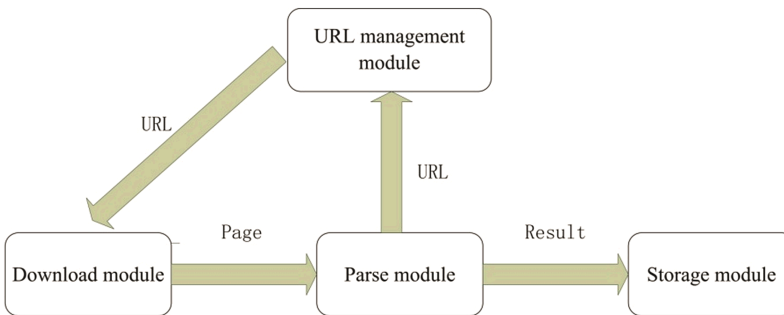 URL management
module
URL
URL
Page
Result
Download module
Parse module
Storage module